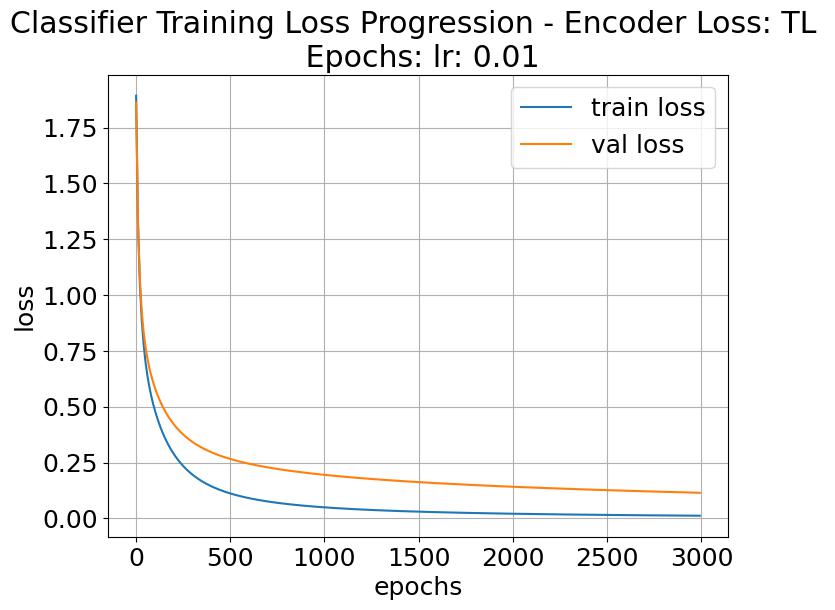 Classifier Training Loss Progression - Encoder Loss: TL
Epochs: lr: 0.01
train loss
val loss
1.75
1.50
1.25
1.00
0.75
0.50
0.25
0.00
loss
0 500 1000 1500 2000 2500 3000
epochs